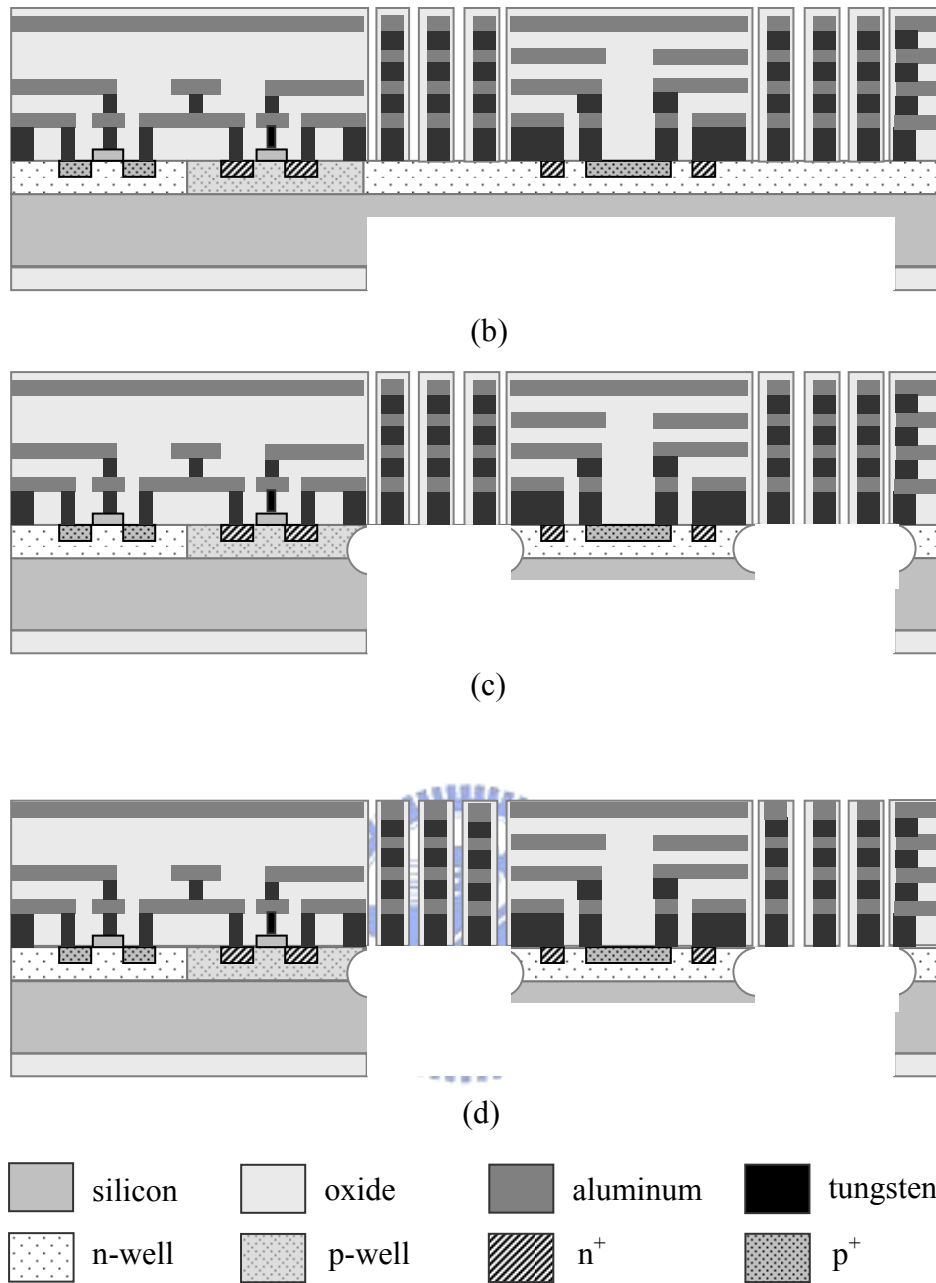 (b)
(c)
(d)
silicon oxide aluminum tungsten
n-well p-well n+ p+